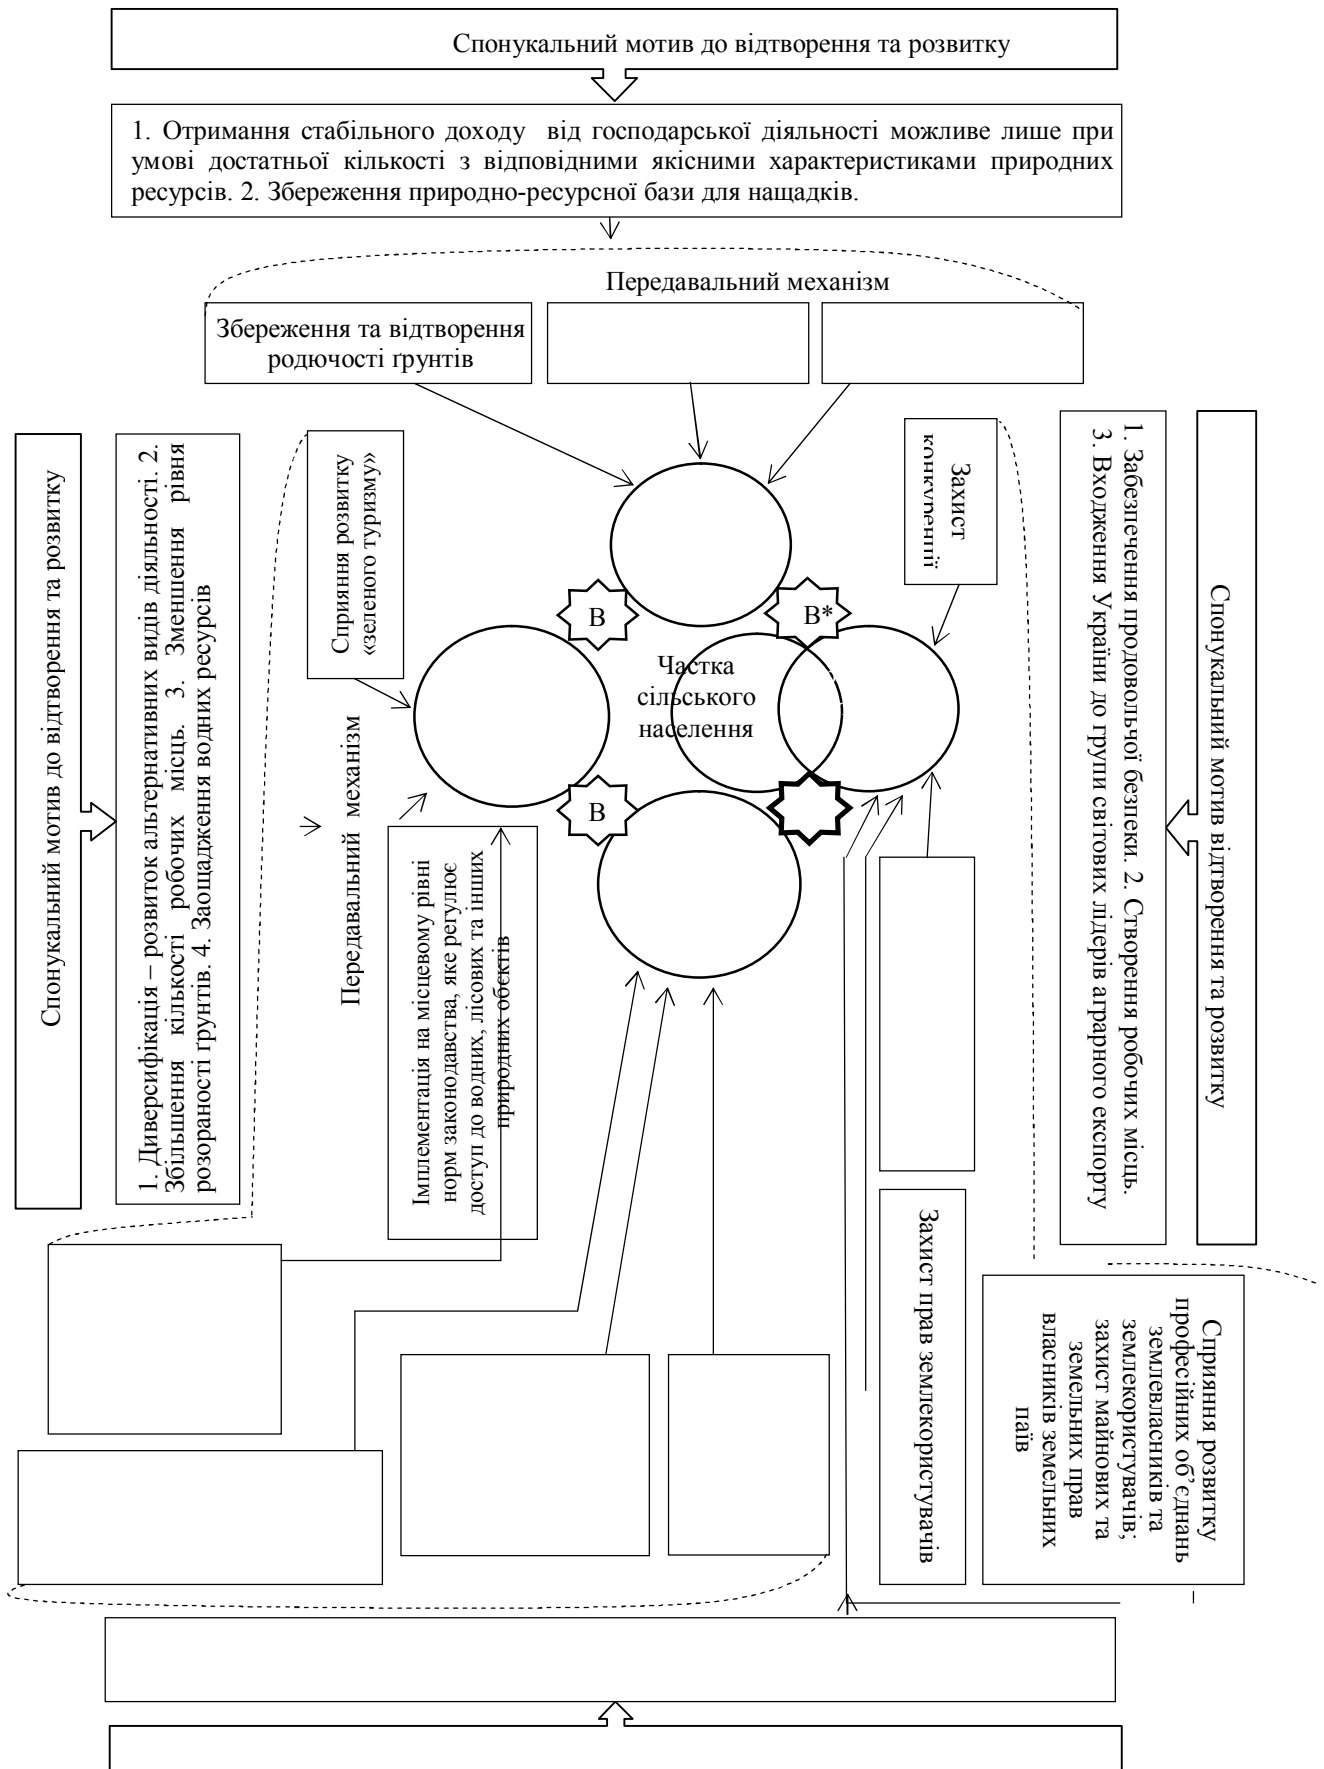 Спонукальний мотив до відтворення та розвитку
1. Отримання стабільного доходу від господарської діяльності можливе лише при
умові достатньої кількості з відповідними якісними характеристиками природних
ресурсів. 2. Збереження природно-ресурсної бази для нащадків.
Передавальний механізм
Збереження та відтворення
родючості ґрунтів
Спонукальний мотив до відтворення та розвитку
1. Диверсифікація – розвиток альтернативних видів діяльності. 2.
Збільшення кількості робочих місць. 3. Зменшення рівня
розораності ґрунтів. 4. Заощадження водних ресурсів
Сприяння розвитку
«зеленого туризму»
Передавальний механізм
Імплементація на місцевому рівні
норм законодавства, яке регулює
доступ до водних, лісових та інших
природних обєктів
В
В*
В
Частка
сільського
населення
Захист
конкуренції
1. Забезпечення продовольчої безпеки. 2. Створення робочих місць.
3. Входження України до групи світових лідерів аграрного експорту
Спонукальний мотив відтворення та розвитку
Захист прав землекористувачів
Сприяння розвитку
професійних об’єднань
землевласників та
землекористувачів;
захист майнових та
земельних прав
власників земельних
паїв